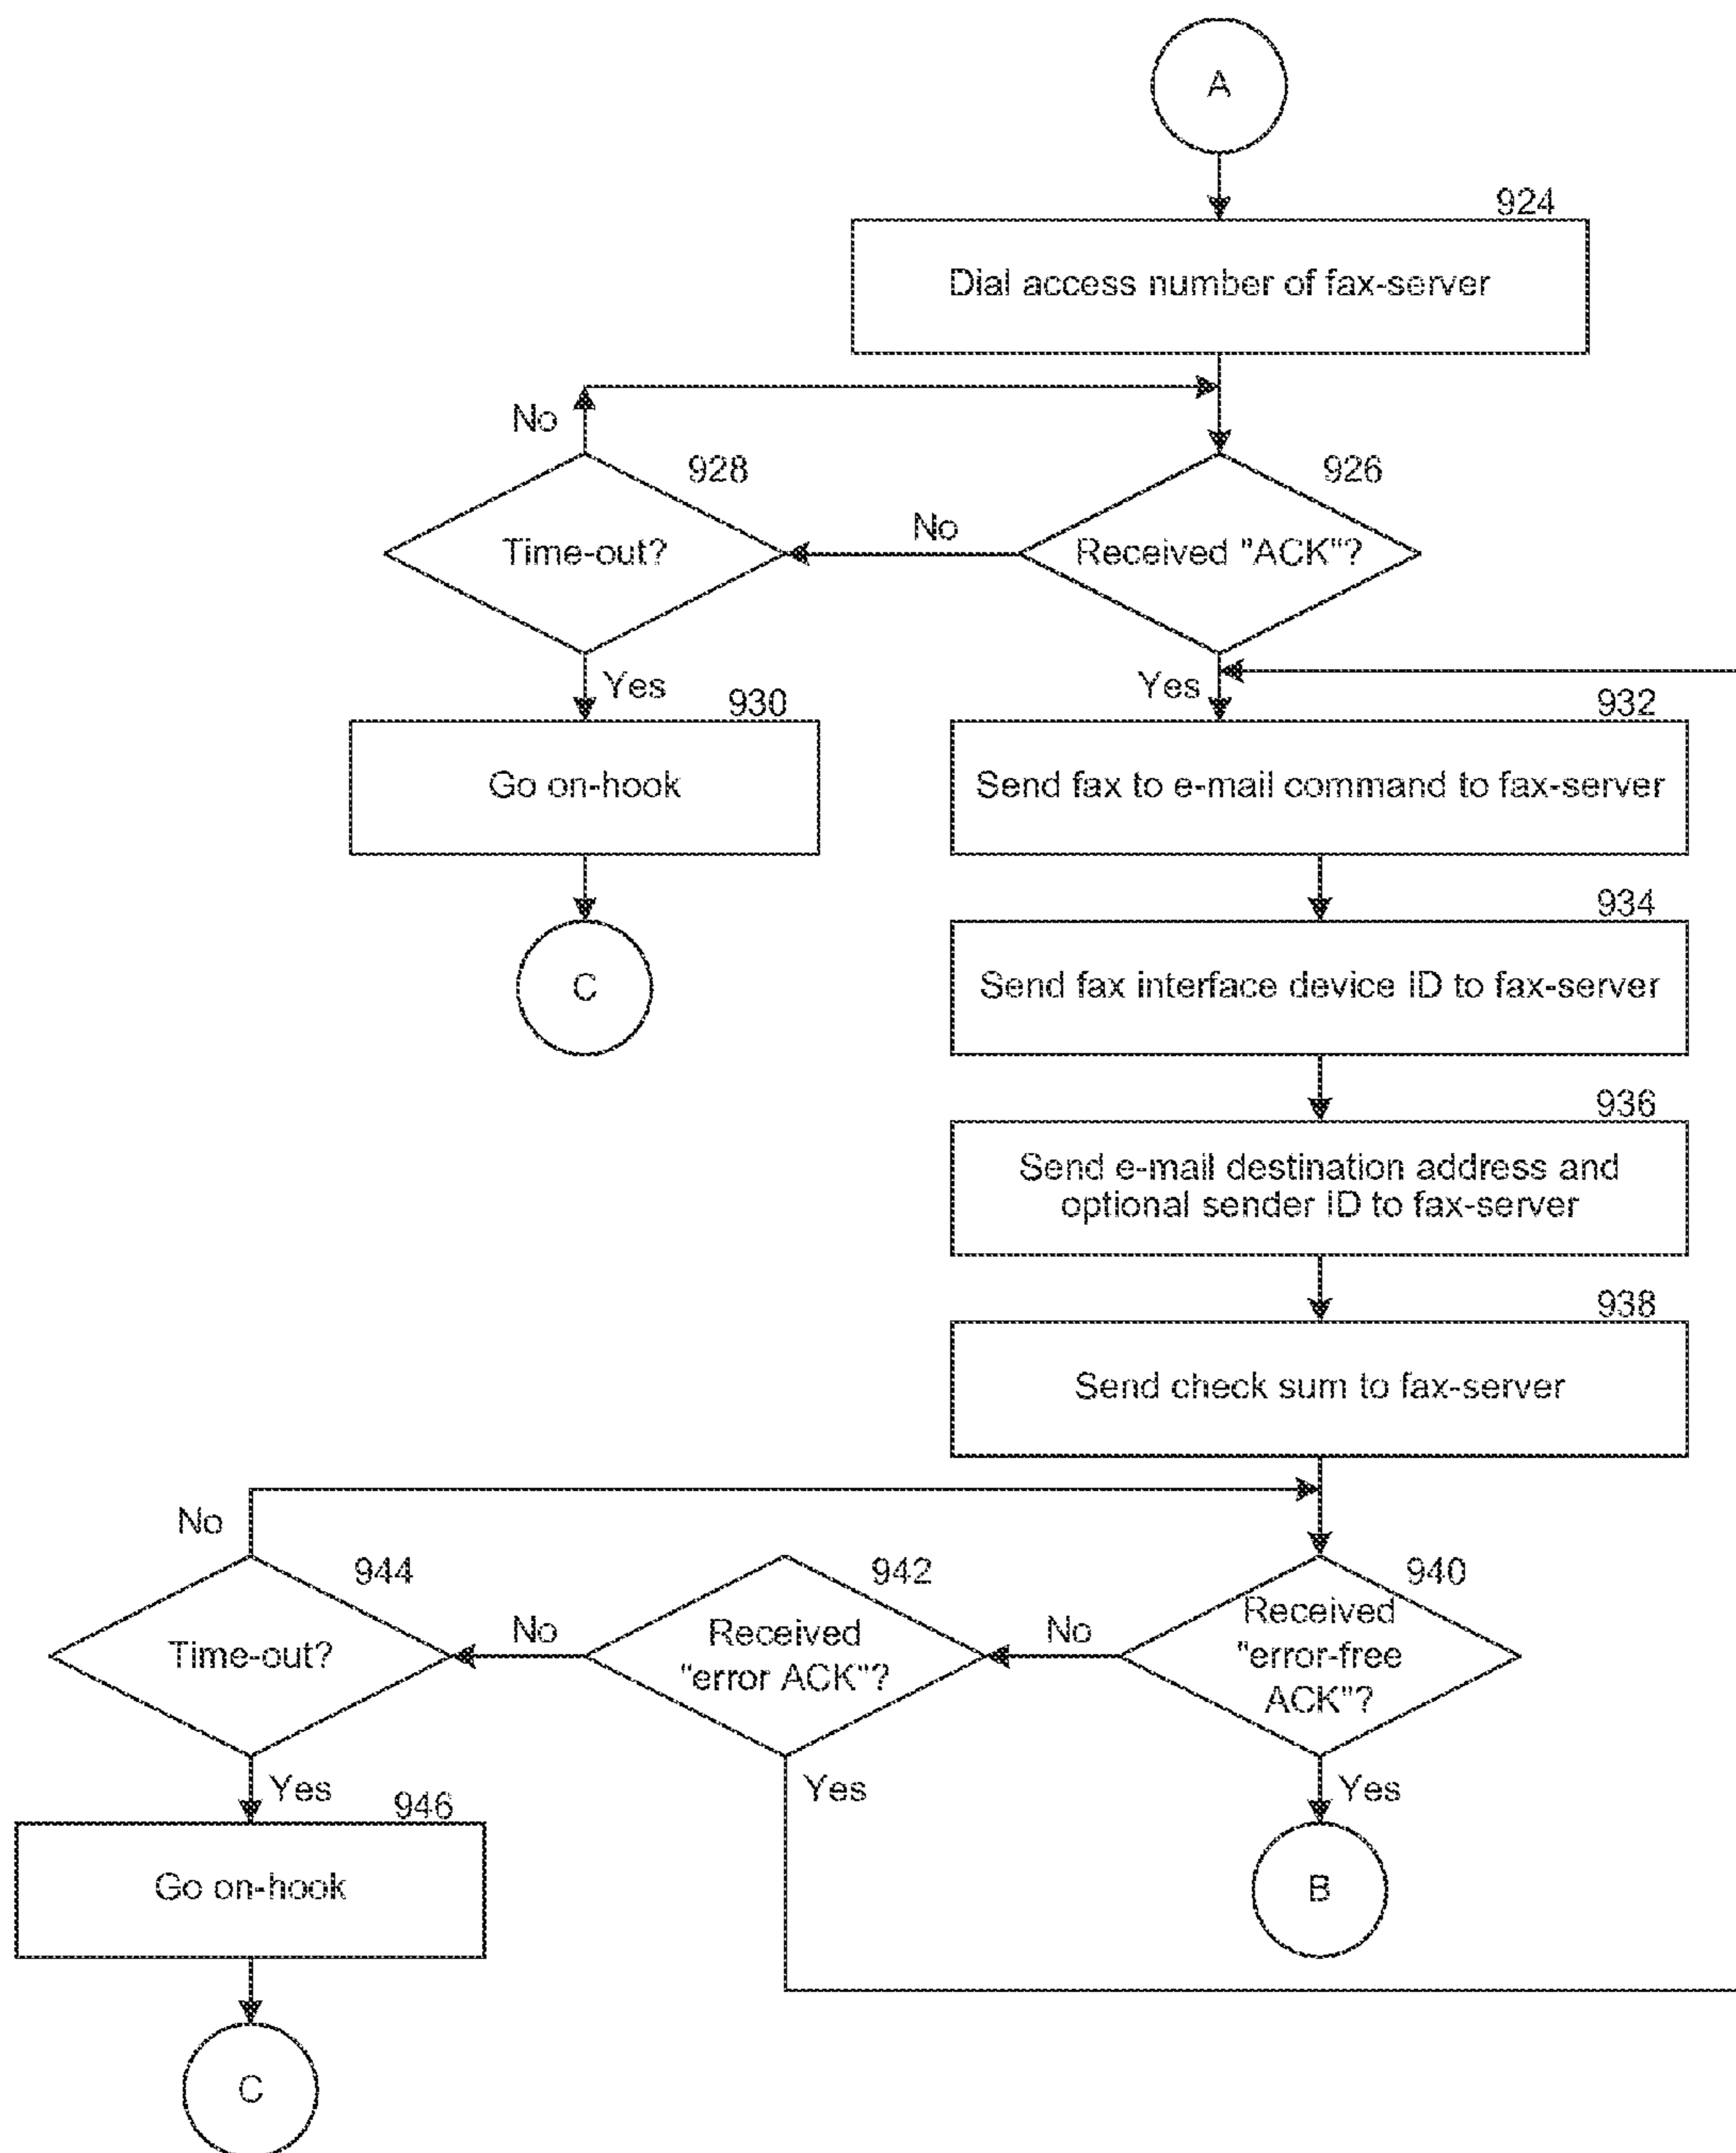 A
924
Dial access number of fax-server
No
928
926
Time-out?
No
Received "ACK"?
Yes
Yes
930
932
Go on-hook
Send fax to e-mail command to fax-server
934
C
Send fax interface device ID to fax-server
936
Send e-mail destination address and
optional sender ID to fax-server
938
Send check sum to fax-server
No
944
942
940
Time-out?
No
Received
"error ACK"?
No
Received
"error-free
ACK"?
Yes
Yes
Yes
946
Go on-hook
B
C